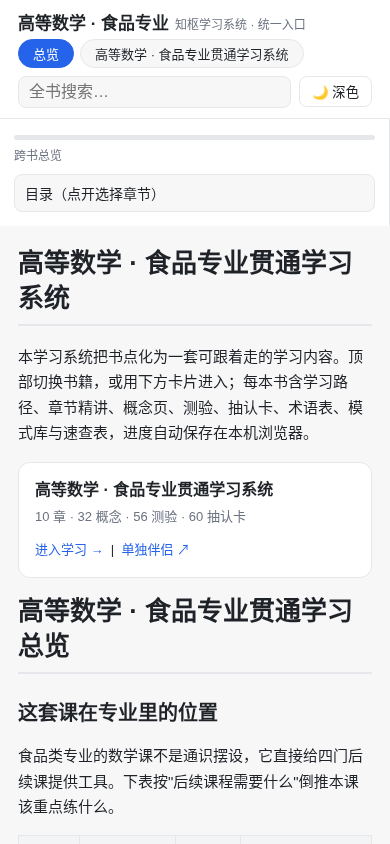 高等数学 · 食品专业 知枢学习系统 · 统一入口
总览 高等数学 · 食品专业贯通学习系统
全书搜索… 🌙 深色
跨书总览
目录（点开选择章节）
高等数学 · 食品专业贯通学习
系统
本学习系统把书点化为一套可跟着走的学习内容。顶
部切换书籍，或用下方卡片进入；每本书含学习路
径、章节精讲、概念页、测验、抽认卡、术语表、模
式库与速查表，进度自动保存在本机浏览器。
高等数学 · 食品专业贯通学习系统
10 章 · 32 概念 · 56 测验 · 60 抽认卡
进入学习 → | 单独伴侣 ↗
高等数学 · 食品专业贯通学习
总览
这套课在专业里的位置
食品类专业的数学课不是通识摆设，它直接给四门后
续课提供工具。下表按"后续课程需要什么"倒推本课
该重点练什么。